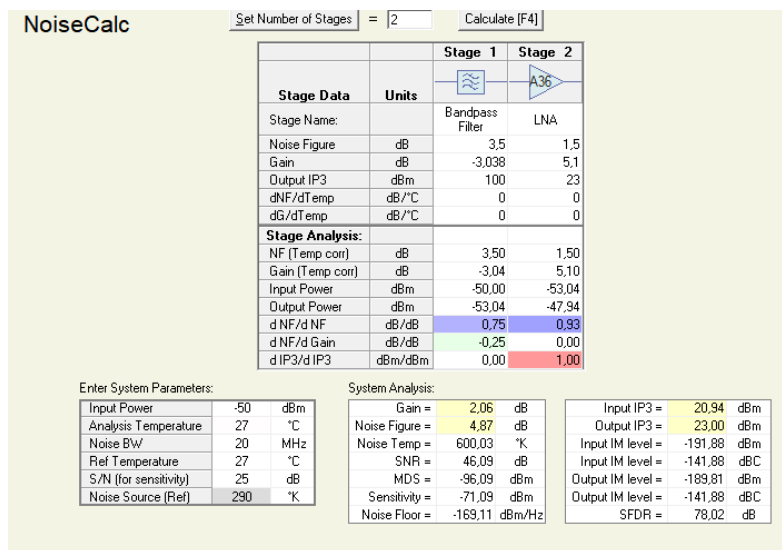 NoiseCalc
Set Number of Stages = 2 Calculate [F4]
Stage 1 Stage 2
A36
Stage Data Units
Stage Name: Bandpass Filter LNA
Noise Figure dB 3,5 1,5
Gain dB -3,038 5,1
Output IP3 dBm 100 23
dNF/dTemp dB/°C 0 0
dG/dTemp dB/°C 0 0
Stage Analysis:
NF (Temp corr) dB 3,50 1,50
Gain (Temp corr) dB -3,04 5,10
Input Power dBm -50,00 -53,04
Output Power dBm -53,04 -47,94
d NF/d NF dB/dB 0,75 0,93
d NF/d Gain dB/dB -0,25 0,00
d IP3/d IP3 dBm/dBm 0,00 1,00
Enter System Parameters:
Input Power -50 dBm
Analysis Temperature 27 °C
Noise BW 20 MHz
Ref Temperature 27 °C
S/N (for sensitivity) 25 dB
Noise Source (Ref) 290 °K
System Analysis:
Gain = 2,06 dB
Noise Figure = 4,87 dB
Noise Temp = 600,03 °K
SNR = 46,09 dB
MDS = -96,09 dBm
Sensitivity = -71,09 dBm
Noise Floor = -169,11 dBm/Hz
Input IP3 = 20,94 dBm
Output IP3 = 23,00 dBm
Input IM level = -191,88 dBm
Input IM level = -141,88 dBC
Output IM level = -189,81 dBm
Output IM level = -141,88 dBC
SFDR = 78,02 dB